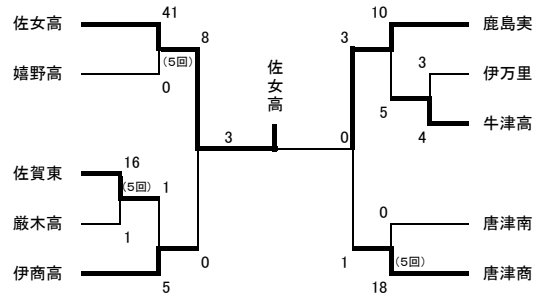 41
10
佐女高
8
3
鹿島実
(5回)
3
嬉野高
0
佐女高
伊万里
5
4
牛津高
3
0
16
佐賀東
(5回)
1
0
唐津南
厳木高
1
0
1
(5回)
伊商高
唐津商
5
18